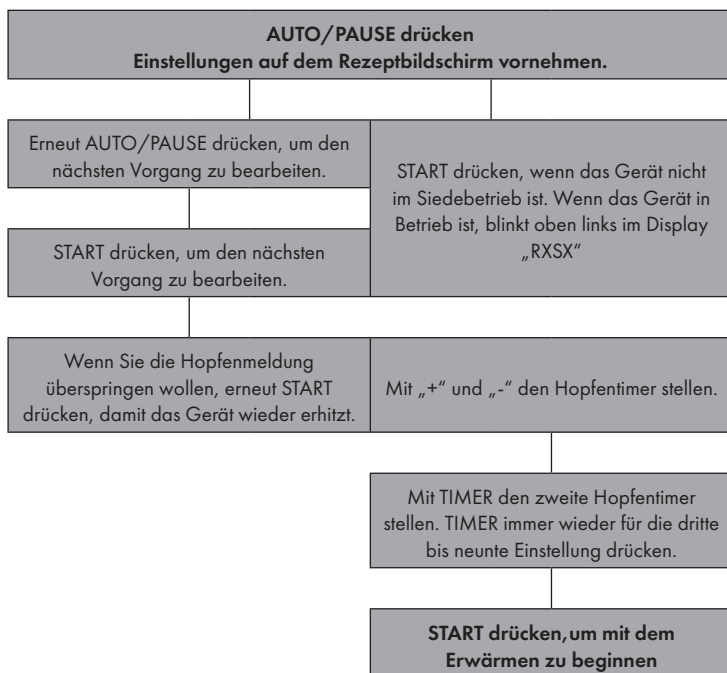 AUTO/PAUSE drücken
Einstellungen auf dem Rezeptbildschirm vornehmen.
Erneut AUTO/PAUSE drücken, um den
nächsten Vorgang zu bearbeiten.
START drücken, wenn das Gerät nicht
im Siedebetrieb ist. Wenn das Gerät in
Betrieb ist, blinkt oben links im Display
„RXSX“
START drücken, um den nächsten
Vorgang zu bearbeiten.
Wenn Sie die Hopfenmeldung
überspringen wollen, erneut START
drücken, damit das Gerät wieder erhitzt.
Mit „+“ und „-“ den Hopfentimer stellen.
Mit TIMER den zweite Hopfentimer
stellen. TIMER immer wieder für die dritte
bis neunte Einstellung drücken.
START drücken,um mit dem
Erwärmen zu beginnen